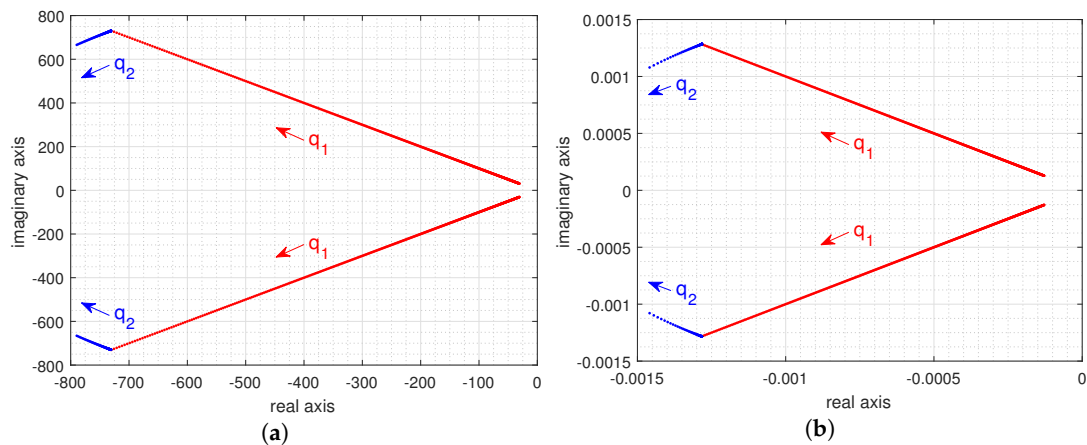 800
600
400
200
0
-200
-400
-600
-800
imaginary axis
q2
q1
q1
q2
-800 -700 -600 -500 -400 -300 -200 -100 0
real axis
(a)
0.0015
0.001
0.0005
0
-0.0005
-0.001
-0.0015
imaginary axis
q2
q1
q1
q2
-0.0015 -0.001 -0.0005 0
real axis
(b)